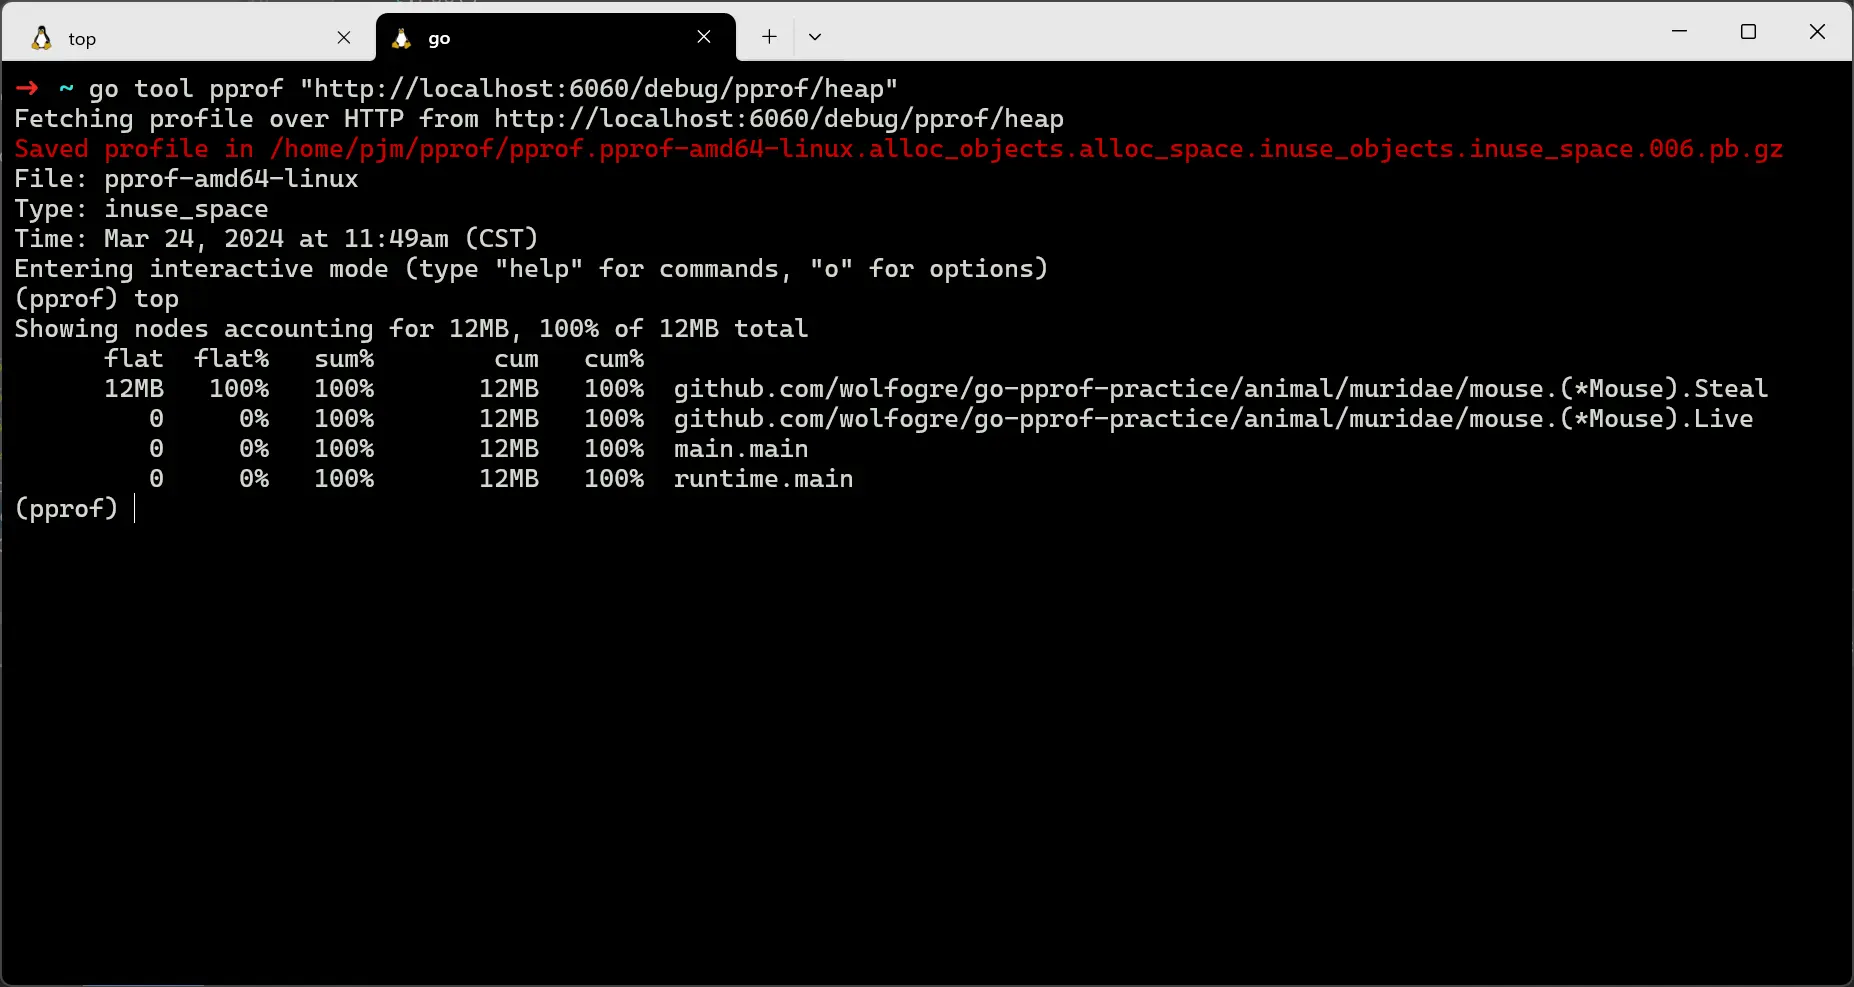 top
go
➜ ~ go tool pprof "http://localhost:6060/debug/pprof/heap"
Fetching profile over HTTP from http://localhost:6060/debug/pprof/heap
Saved profile in /home/pjm/pprof/pprof.pprof-amd64-linux.alloc_objects.alloc_space.inuse_objects.inuse_space.006.pb.gz
File: pprof-amd64-linux
Type: inuse_space
Time: Mar 24, 2024 at 11:49am (CST)
Entering interactive mode (type "help" for commands, "o" for options)
(pprof) top
Showing nodes accounting for 12MB, 100% of 12MB total
      flat  flat%   sum%        cum   cum%
      12MB   100%   100%       12MB   100%  github.com/wolfogre/go-pprof-practice/animal/muridae/mouse.(*Mouse).Steal
         0     0%   100%       12MB   100%  github.com/wolfogre/go-pprof-practice/animal/muridae/mouse.(*Mouse).Live
         0     0%   100%       12MB   100%  main.main
         0     0%   100%       12MB   100%  runtime.main
(pprof)